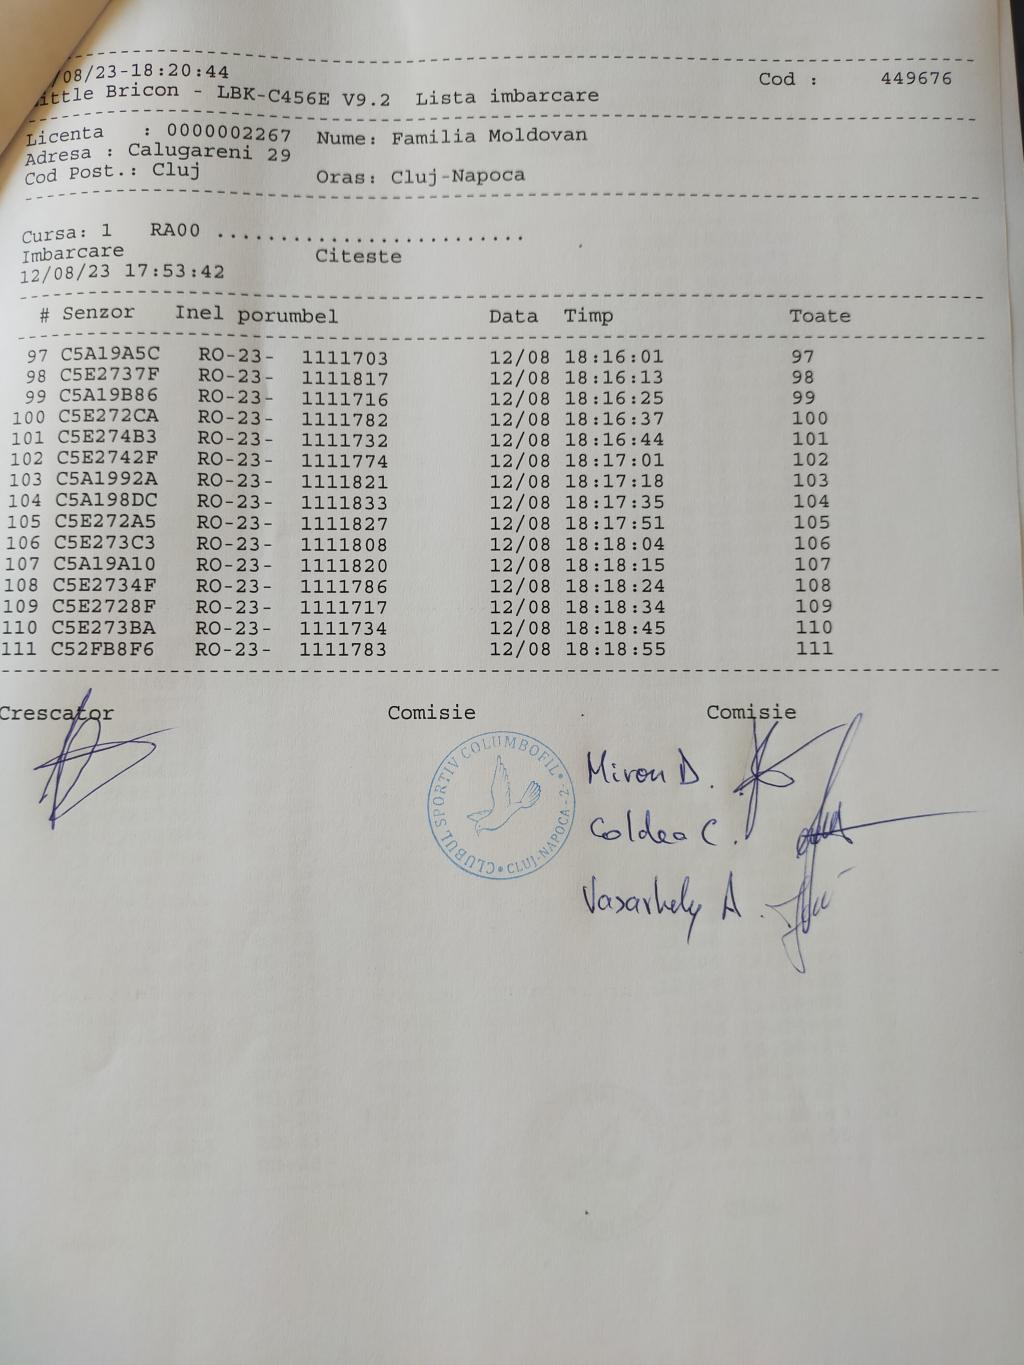 /08/23-18:20:44 Cod : 449676
ittle Bricon - LBK-C456E V9.2 Lista imbarcare
Licenta : 0000002267 Nume: Familia Moldovan
Adresa : Calugareni 29
Cod Post.: Cluj Oras: Cluj-Napoca
Cursa: 1 RA00 ........................
Imbarcare Citeste
12/08/23 17:53:42
# Senzor Inel porumbel Data Timp Toate
97 C5A19A5C RO-23- 1111703 12/08 18:16:01 97
98 C5E2737F RO-23- 1111817 12/08 18:16:13 98
99 C5A19B86 RO-23- 1111716 12/08 18:16:25 99
100 C5E272CA RO-23- 1111782 12/08 18:16:37 100
101 C5E274B3 RO-23- 1111732 12/08 18:16:44 101
102 C5E2742F RO-23- 1111774 12/08 18:17:01 102
103 C5A1992A RO-23- 1111821 12/08 18:17:18 103
104 C5A198DC RO-23- 1111833 12/08 18:17:35 104
105 C5E272A5 RO-23- 1111827 12/08 18:17:51 105
106 C5E273C3 RO-23- 1111808 12/08 18:18:04 106
107 C5A19A10 RO-23- 1111820 12/08 18:18:15 107
108 C5E2734F RO-23- 1111786 12/08 18:18:24 108
109 C5E2728F RO-23- 1111717 12/08 18:18:34 109
110 C5E273BA RO-23- 1111734 12/08 18:18:45 110
111 C52FB8F6 RO-23- 1111783 12/08 18:18:55 111
Crescator Comisie Comisie
CLUBUL SPORTIV COLUMBOFIL
CLUJ-NAPOCA-2-
Miron D.
Coldea C.
Vasarhely A.